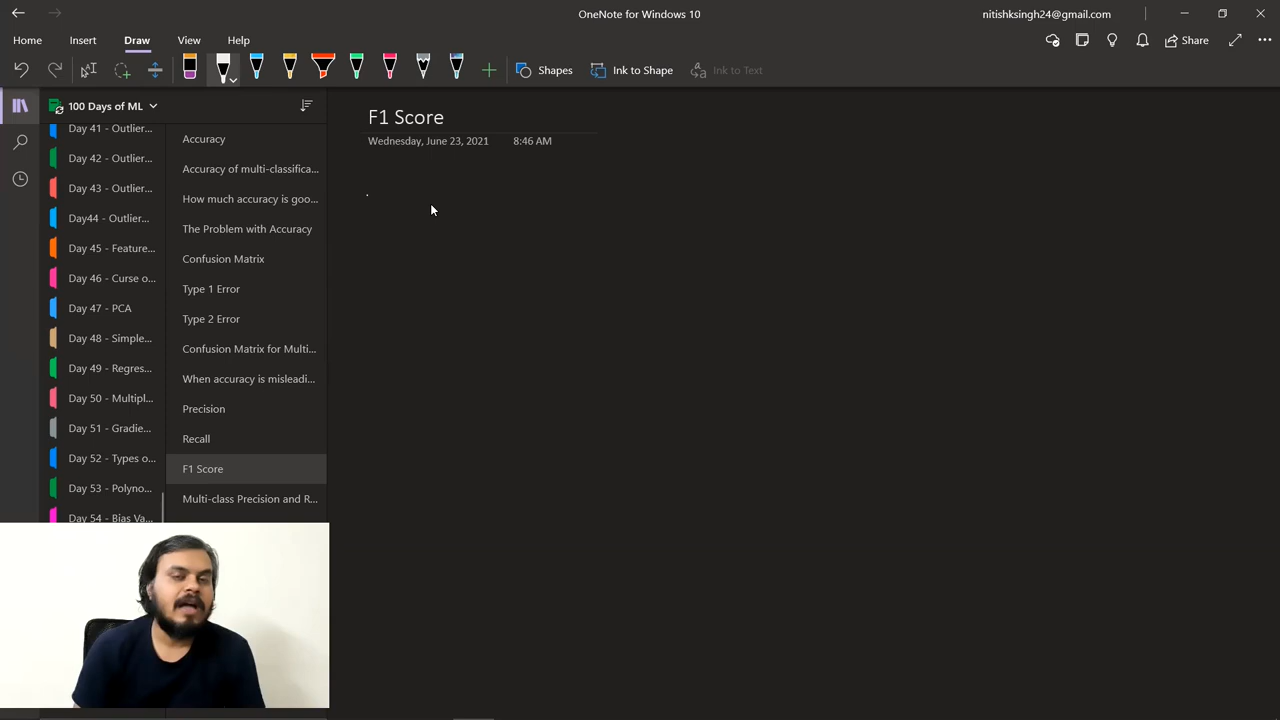 OneNote for Windows 10
nitishksingh24@gmail.com
Home
Insert
Draw
View
Help
Share
Shapes
Ink to Shape
Ink to Text
100 Days of ML
Day 41 - Outlier...
Day 42 - Outlier...
Day 43 - Outlier...
Day44 - Outlier...
Day 45 - Feature...
Day 46 - Curse o...
Day 47 - PCA
Day 48 - Simple...
Day 49 - Regres...
Day 50 - Multipl...
Day 51 - Gradie...
Day 52 - Types o...
Day 53 - Polyno...
Day 54 - Bias Va...
Accuracy
Accuracy of multi-classifica...
How much accuracy is goo...
The Problem with Accuracy
Confusion Matrix
Type 1 Error
Type 2 Error
Confusion Matrix for Multi...
When accuracy is misleadi...
Precision
Recall
F1 Score
Multi-class Precision and R...
F1 Score
Wednesday, June 23, 2021 8:46 AM